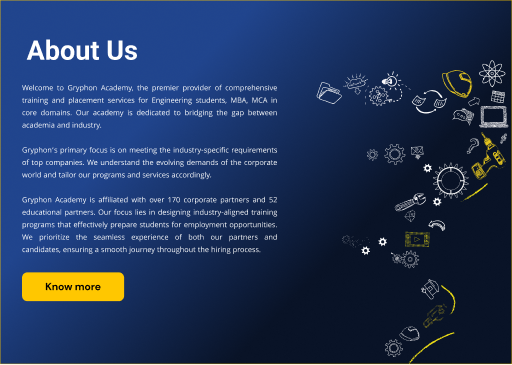 About Us
Welcome to Gryphon Academy, the premier provider of comprehensive
training and placement services for Engineering students, MBA, MCA in
core domains. Our academy is dedicated to bridging the gap between
academia and industry.
Gryphon's primary focus is on meeting the industry-specific requirements
of top companies. We understand the evolving demands of the corporate
world and tailor our programs and services accordingly.
Gryphon Academy is affiliated with over 170 corporate partners and 52
educational partners. Our focus lies in designing industry-aligned training
programs that effectively prepare students for employment opportunities.
We prioritize the seamless experience of both our partners and
candidates, ensuring a smooth journey throughout the hiring process.
Know more